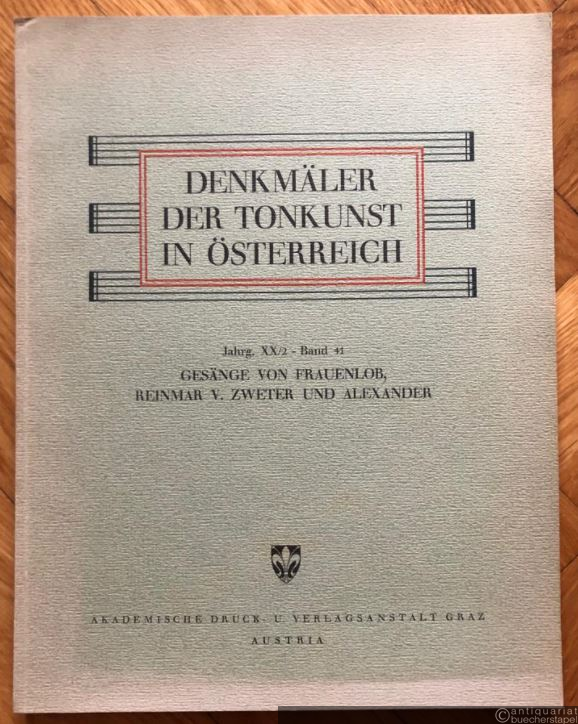 DENKMÄLER
DER TONKUNST
IN ÖSTERREICH
Jahrg. XX/2 - Band 41
GESÄNGE VON FRAUENLOB,
REINMAR V. ZWETER UND ALEXANDER
AKADEMISCHE DRUCK- U. VERLAGSANSTALT GRAZ
AUSTRIA
©antiquariat
buecherstapel